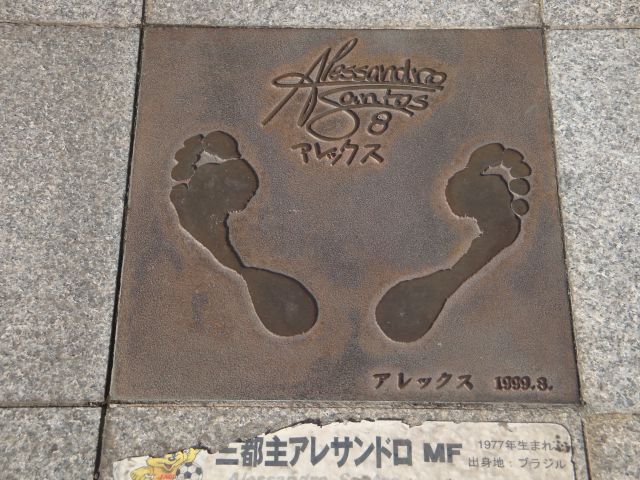 Alessandro
Santos
8
アレックス
アレックス 1999.8.
三都主アレサンドロ MF
1977年生まれ
出身地：ブラジル